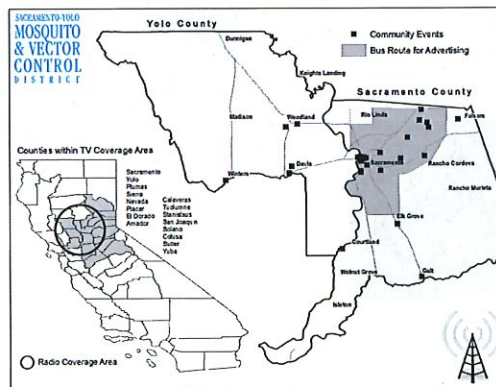 SACRAMENTO-YOLO
MOSQUITO
& VECTOR
CONTROL
DISTRICT
Yolo County
Community Events
Bus Route for Advertising
Dunnigan
Knights Landing
Sacramento County
Madison
Woodland
Rio Linda
Folsom
Winters
Davis
Sacramento
Rancho Cordova
Rancho Murieta
Elk Grove
Courtland
Walnut Grove
Galt
Isleton
Counties within TV Coverage Area
Sacramento
Yolo
Plumas
Sierra
Nevada
Placer
El Dorado
Amador
Calaveras
Tuolumne
Stanislaus
San Joaquin
Solano
Colusa
Sutter
Yuba
Radio Coverage Area